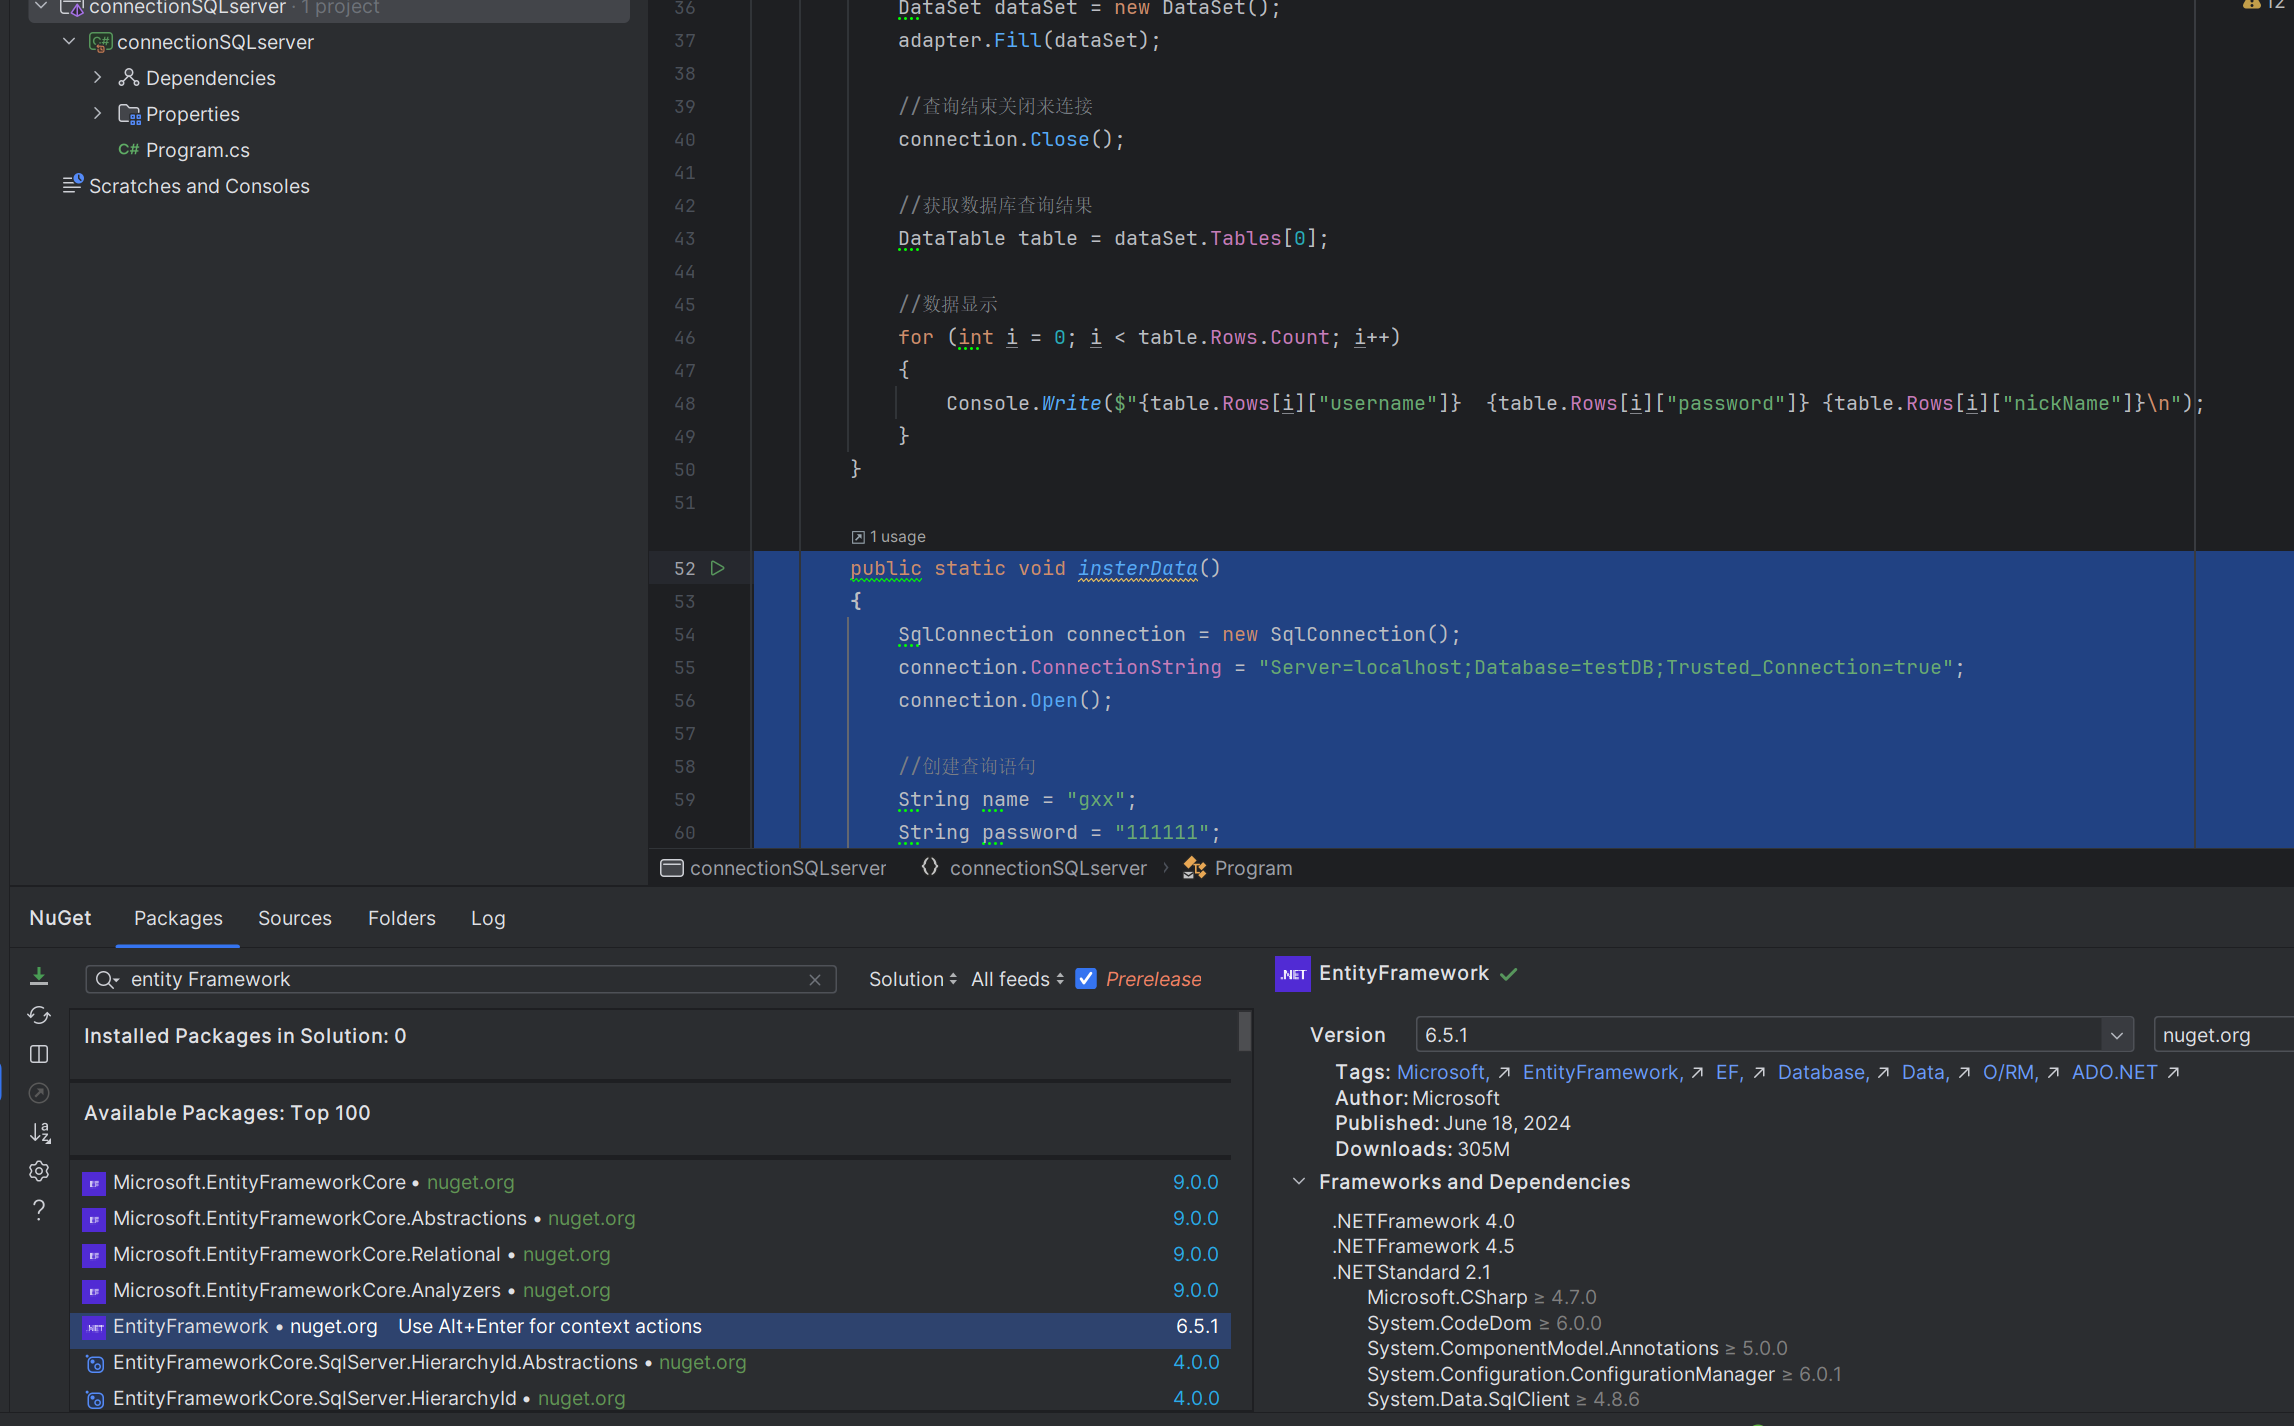 connectionSQLserver · 1 project
connectionSQLserver
Dependencies
Properties
C# Program.cs
Scratches and Consoles
36 DataSet dataSet = new DataSet();
37 adapter.Fill(dataSet);
38
39 //查询结束关闭来连接
40 connection.Close();
41
42 //获取数据库查询结果
43 DataTable table = dataSet.Tables[0];
44
45 //数据显示
46 for (int i = 0; i < table.Rows.Count; i++)
47 {
48 Console.Write($"{table.Rows[i]["username"]}  {table.Rows[i]["password"]} {table.Rows[i]["nickName"]}\n");
49 }
50 }
51
1 usage
52 public static void insterData()
53 {
54 SqlConnection connection = new SqlConnection();
55 connection.ConnectionString = "Server=localhost;Database=testDB;Trusted_Connection=true";
56 connection.Open();
57
58 //创建查询语句
59 String name = "gxx";
60 String password = "111111";
12
connectionSQLserver connectionSQLserver › Program
NuGet Packages Sources Folders Log
entity Framework
Solution All feeds Prerelease
Installed Packages in Solution: 0
Available Packages: Top 100
Microsoft.EntityFrameworkCore • nuget.org 9.0.0
Microsoft.EntityFrameworkCore.Abstractions • nuget.org 9.0.0
Microsoft.EntityFrameworkCore.Relational • nuget.org 9.0.0
Microsoft.EntityFrameworkCore.Analyzers • nuget.org 9.0.0
EntityFramework • nuget.org Use Alt+Enter for context actions 6.5.1
EntityFrameworkCore.SqlServer.HierarchyId.Abstractions • nuget.org 4.0.0
EntityFrameworkCore.SqlServer.HierarchyId • nuget.org 4.0.0
.NET EntityFramework
Version 6.5.1 nuget.org
Tags: Microsoft, EntityFramework, EF, Database, Data, O/RM, ADO.NET
Author: Microsoft
Published: June 18, 2024
Downloads: 305M
Frameworks and Dependencies
.NETFramework 4.0
.NETFramework 4.5
.NETStandard 2.1
Microsoft.CSharp ≥ 4.7.0
System.CodeDom ≥ 6.0.0
System.ComponentModel.Annotations ≥ 5.0.0
System.Configuration.ConfigurationManager ≥ 6.0.1
System.Data.SqlClient ≥ 4.8.6